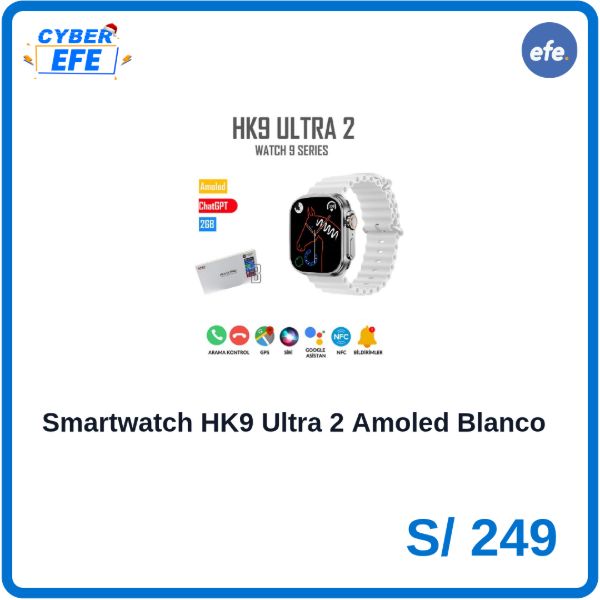 CYBER
EFE
efe.
HK9 ULTRA 2
WATCH 9 SERIES
Amoled
ChatGPT
2GB
ARAMA KONTROL
GPS
SİRİ
GOOGLE
ASİSTAN
NFC
NFC
BİLDİRİMLER
Smartwatch HK9 Ultra 2 Amoled Blanco
S/ 249